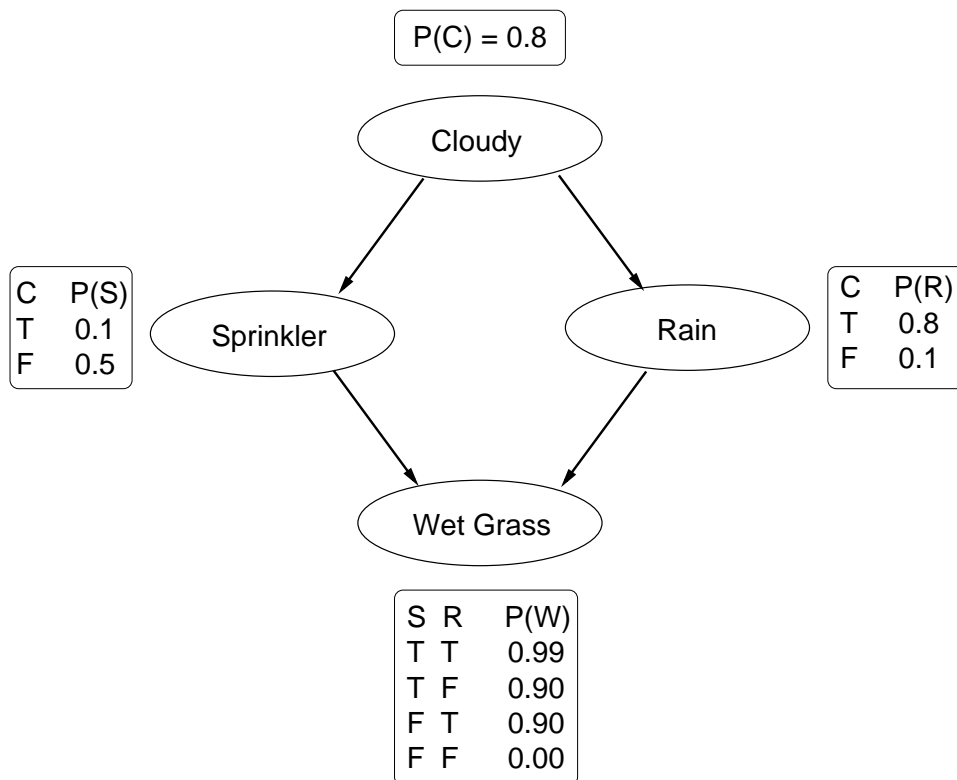 P(C) = 0.8
Cloudy
C P(S)
T 0.1
F 0.5
Sprinkler
Rain
C P(R)
T 0.8
F 0.1
Wet Grass
S R P(W)
T T 0.99
T F 0.90
F T 0.90
F F 0.00